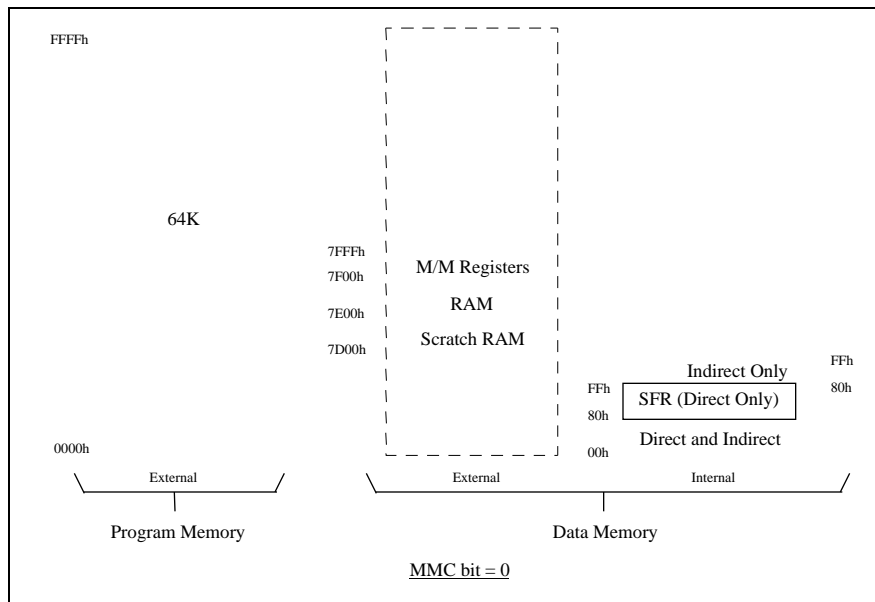 FFFFh
64K
7FFFh
M/M Registers
7F00h
RAM
7E00h
Scratch RAM
7D00h
FFh
Indirect Only
FFh
80h
SFR (Direct Only)
80h
Direct and Indirect
0000h
00h
External
External
Internal
Program Memory
Data Memory
MMC bit = 0